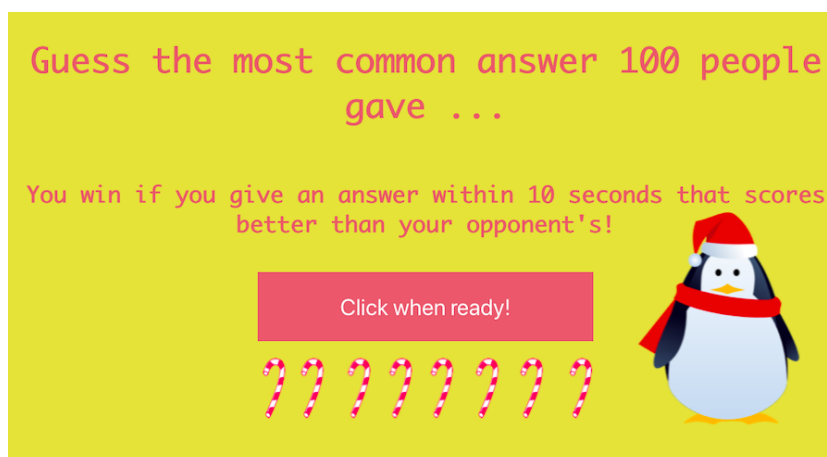 Guess the most common answer 100 people
gave ...
You win if you give an answer within 10 seconds that scores
better than your opponent's!
Click when ready!